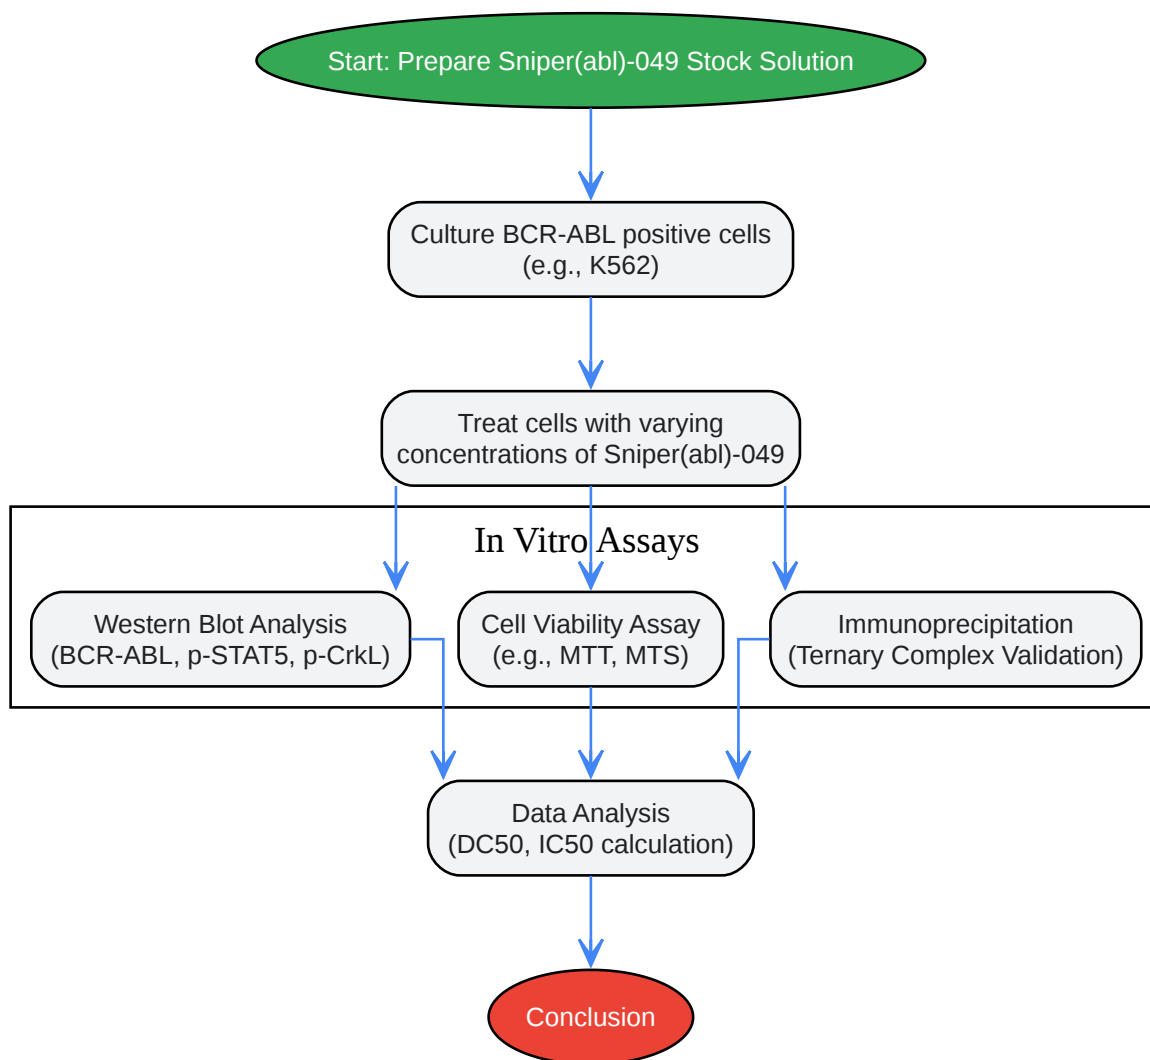 Start: Prepare Sniper(abl)-049 Stock Solution
Culture BCR-ABL positive cells
(e.g., K562)
Treat cells with varying
concentrations of Sniper(abl)-049
In Vitro Assays
Western Blot Analysis
(BCR-ABL, p-STAT5, p-CrkL)
Cell Viability Assay
(e.g., MTT, MTS)
Immunoprecipitation
(Ternary Complex Validation)
Data Analysis
(DC50, IC50 calculation)
Conclusion